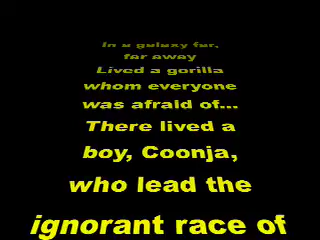 In a galaxy far,
far away
Lived a gorilla
whom everyone
was afraid of...
There lived a
boy, Coonja,
who lead the
ignorant race of